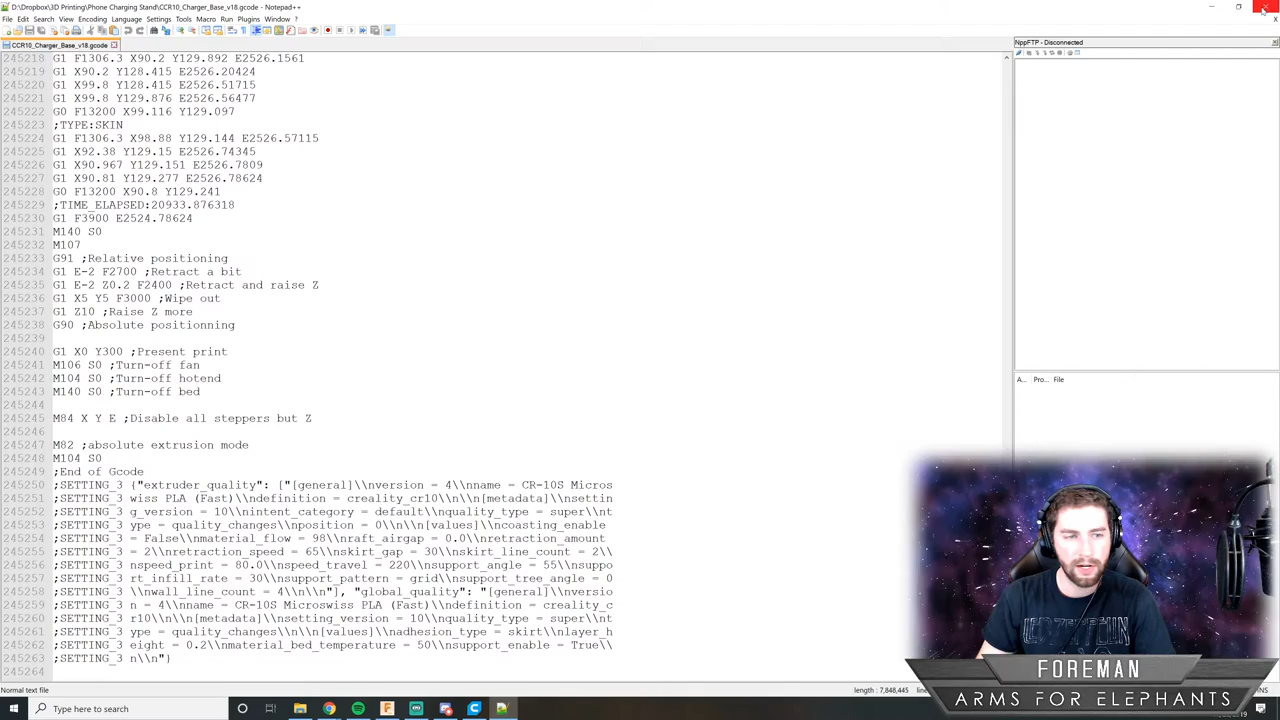 D:\Dropbox\3D Printing\Phone Charging Stand\CCR10_Charger_Base_v18.gcode - Notepad++
File Edit Search View Encoding Language Settings Tools Macro Run Plugins Window ?
CCR10_Charger_Base_v18.gcode
NppFTP - Disconnected
245218 G1 F1306.3 X90.2 Y129.892 E2526.1561
245219 G1 X90.2 Y128.415 E2526.20424
245220 G1 X99.8 Y128.415 E2526.51715
245221 G1 X99.8 Y129.876 E2526.56477
245222 G0 F13200 X99.116 Y129.097
245223 ;TYPE:SKIN
245224 G1 F1306.3 X98.88 Y129.144 E2526.57115
245225 G1 X92.38 Y129.15 E2526.74345
245226 G1 X90.967 Y129.151 E2526.7809
245227 G1 X90.81 Y129.277 E2526.78624
245228 G0 F13200 X90.8 Y129.241
245229 ;TIME_ELAPSED:20933.876318
245230 G1 F3900 E2524.78624
245231 M140 S0
245232 M107
245233 G91 ;Relative positioning
245234 G1 E-2 F2700 ;Retract a bit
245235 G1 E-2 Z0.2 F2400 ;Retract and raise Z
245236 G1 X5 Y5 F3000 ;Wipe out
245237 G1 Z10 ;Raise Z more
245238 G90 ;Absolute positionning
245239
245240 G1 X0 Y300 ;Present print
245241 M106 S0 ;Turn-off fan
245242 M104 S0 ;Turn-off hotend
245243 M140 S0 ;Turn-off bed
245244
245245 M84 X Y E ;Disable all steppers but Z
245246
245247 M82 ;absolute extrusion mode
245248 M104 S0
245249 ;End of Gcode
245250 ;SETTING_3 {"extruder_quality": ["[general]\\nversion = 4\\nname = CR-10S Micros
245251 ;SETTING_3 wiss PLA (Fast)\\ndefinition = creality_cr10\\n\\n[metadata]\\nsettin
245252 ;SETTING_3 g_version = 10\\nintent_category = default\\nquality_type = super\\nt
245253 ;SETTING_3 ype = quality_changes\\nposition = 0\\n\\n[values]\\ncoasting_enable
245254 ;SETTING_3 = False\\nmaterial_flow = 98\\nraft_airgap = 0.0\\nretraction_amount
245255 ;SETTING_3 = 2\\nretraction_speed = 65\\nskirt_gap = 30\\nskirt_line_count = 2\\
245256 ;SETTING_3 nspeed_print = 80.0\\nspeed_travel = 220\\nsupport_angle = 55\\nsuppo
245257 ;SETTING_3 rt_infill_rate = 30\\nsupport_pattern = grid\\nsupport_tree_angle = 0
245258 ;SETTING_3 \\nwall_line_count = 4\\n\\n"], "global_quality": "[general]\\nversio
245259 ;SETTING_3 n = 4\\nname = CR-10S Microswiss PLA (Fast)\\ndefinition = creality_c
245260 ;SETTING_3 r10\\n\\n[metadata]\\nsetting_version = 10\\nquality_type = super\\nt
245261 ;SETTING_3 ype = quality_changes\\n\\n[values]\\nadhesion_type = skirt\\nlayer_h
245262 ;SETTING_3 eight = 0.2\\nmaterial_bed_temperature = 50\\nsupport_enable = True\\
245263 ;SETTING_3 n\\n"}
245264
A... Pro... File
LED ZEPPELIN
FOREMAN
ARMS FOR ELEPHANTS
Normal text file
length : 7,848,445
NS
Type here to search